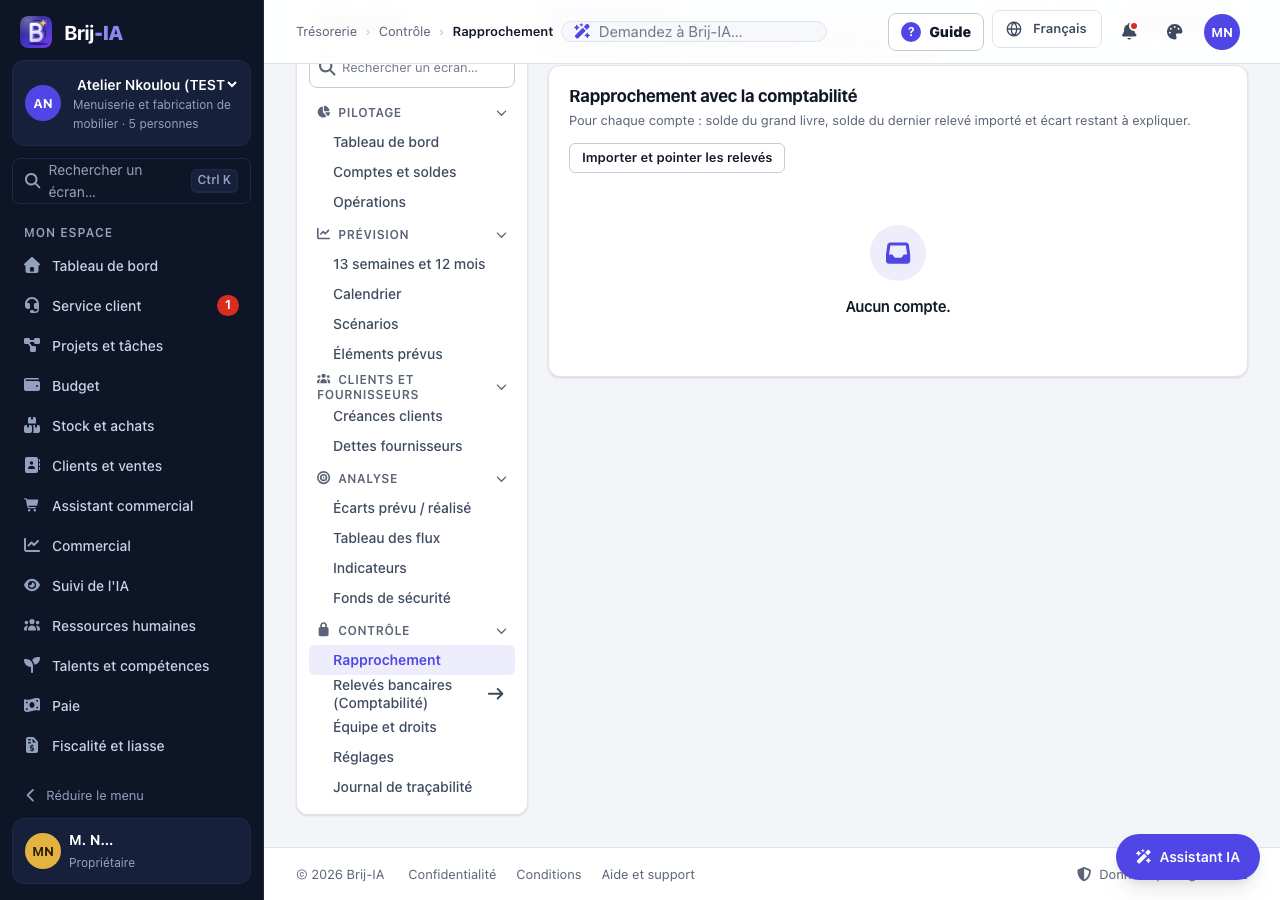 Brij-IA
AN
Atelier Nkoulou (TEST
Menuiserie et fabrication de
mobilier · 5 personnes
Rechercher un
écran...
Ctrl K
MON ESPACE
Tableau de bord
Service client
1
Projets et tâches
Budget
Stock et achats
Clients et ventes
Assistant commercial
Commercial
Suivi de l'IA
Ressources humaines
Talents et compétences
Paie
Fiscalité et liasse
Réduire le menu
MN
M. N...
Propriétaire
Trésorerie › Contrôle › Rapprochement
Demandez à Brij-IA...
? Guide
Français
MN
Rechercher un écran...
PILOTAGE
Tableau de bord
Comptes et soldes
Opérations
PRÉVISION
13 semaines et 12 mois
Calendrier
Scénarios
Éléments prévus
CLIENTS ET
FOURNISSEURS
Créances clients
Dettes fournisseurs
ANALYSE
Écarts prévu / réalisé
Tableau des flux
Indicateurs
Fonds de sécurité
CONTRÔLE
Rapprochement
Relevés bancaires
(Comptabilité)
Équipe et droits
Réglages
Journal de traçabilité
Rapprochement avec la comptabilité
Pour chaque compte : solde du grand livre, solde du dernier relevé importé et écart restant à expliquer.
Importer et pointer les relevés
Aucun compte.
© 2026 Brij-IA
Confidentialité
Conditions
Aide et support
Assistant IA